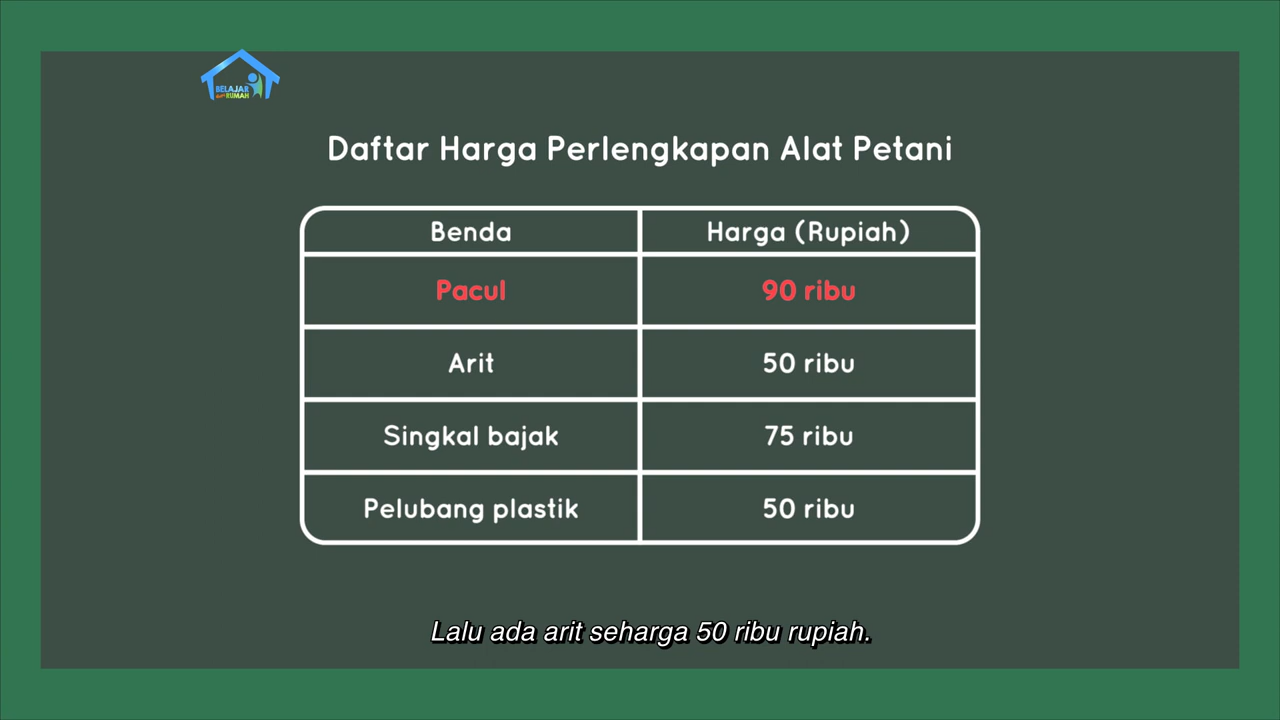 BELAJAR
dari RUMAH
Daftar Harga Perlengkapan Alat Petani
Benda Harga (Rupiah)
Pacul 90 ribu
Arit 50 ribu
Singkal bajak 75 ribu
Pelubang plastik 50 ribu
Lalu ada arit seharga 50 ribu rupiah.